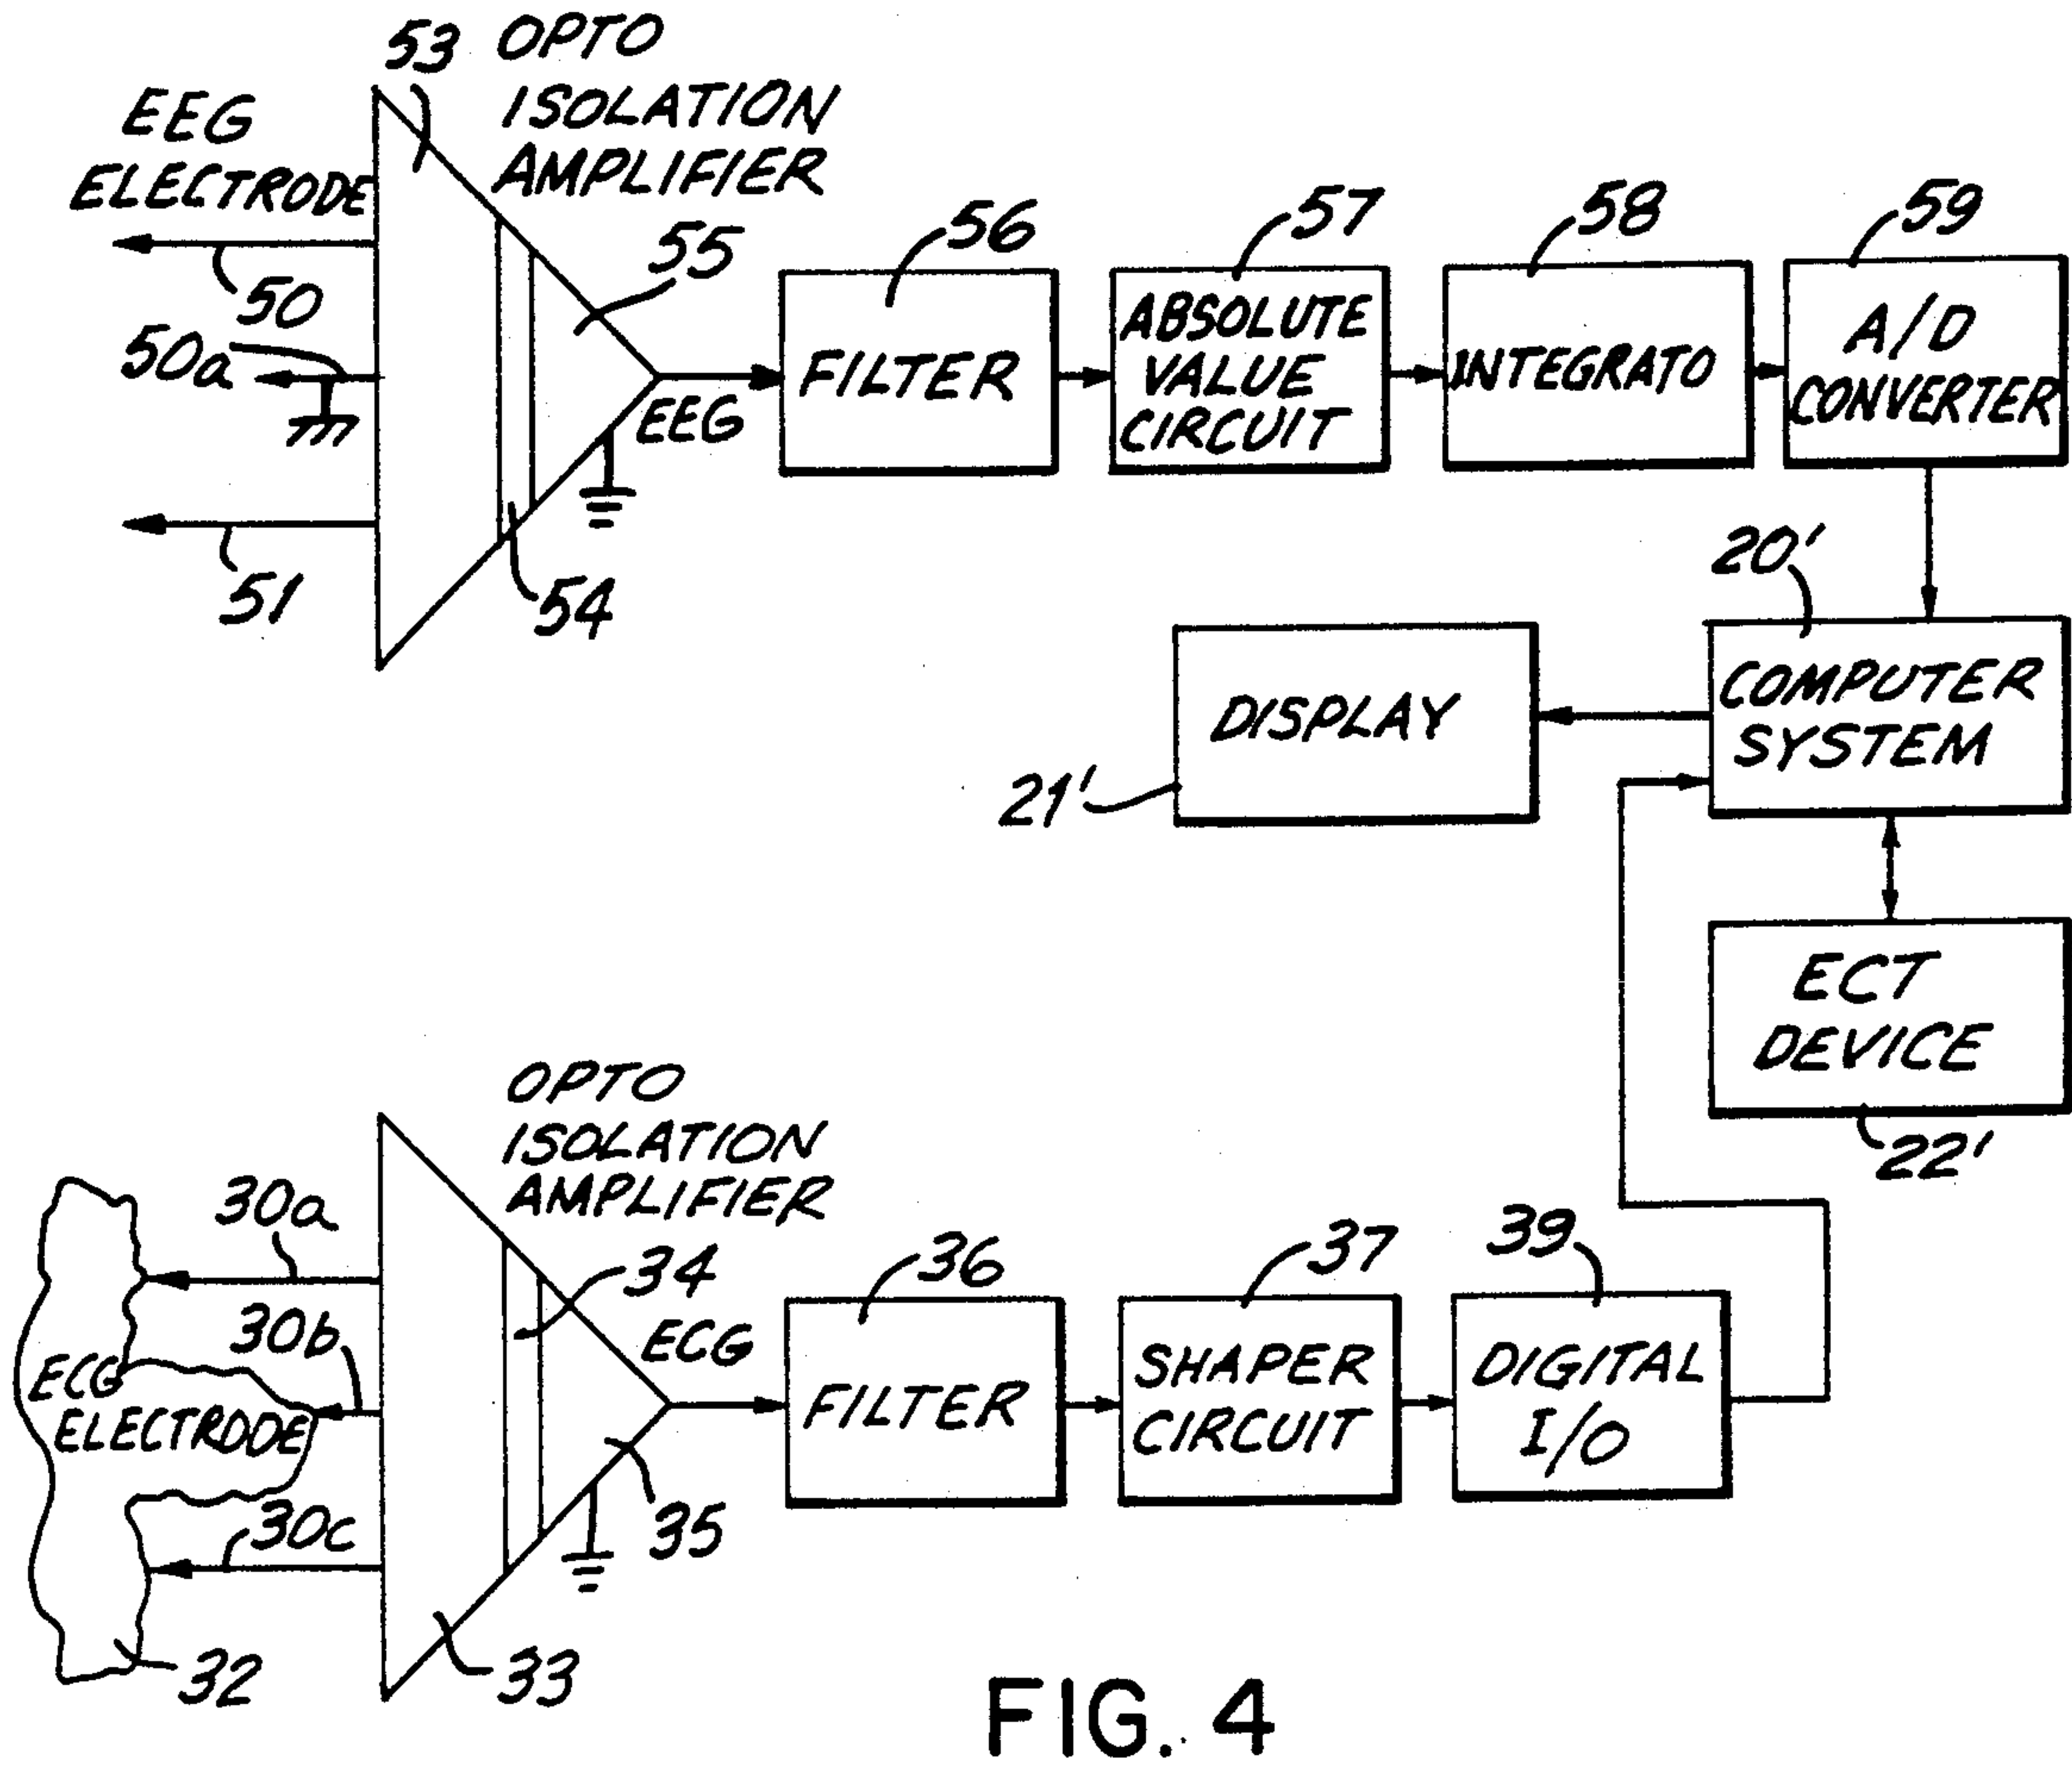 53
OPTO
ISOLATION
AMPLIFIER
EEG
ELECTRODE
50
50a
51
55
54
EEG
56
FILTER
57
ABSOLUTE
VALUE
CIRCUIT
58
INTEGRATO
59
A/D
CONVERTER
20'
COMPUTER
SYSTEM
DISPLAY
21'
ECT
DEVICE
22'
OPTO
ISOLATION
AMPLIFIER
30a
30b
ECG
ELECTRODE
30c
32
33
34
ECG
35
36
FILTER
37
SHAPER
CIRCUIT
39
DIGITAL
I/O
FIG. 4